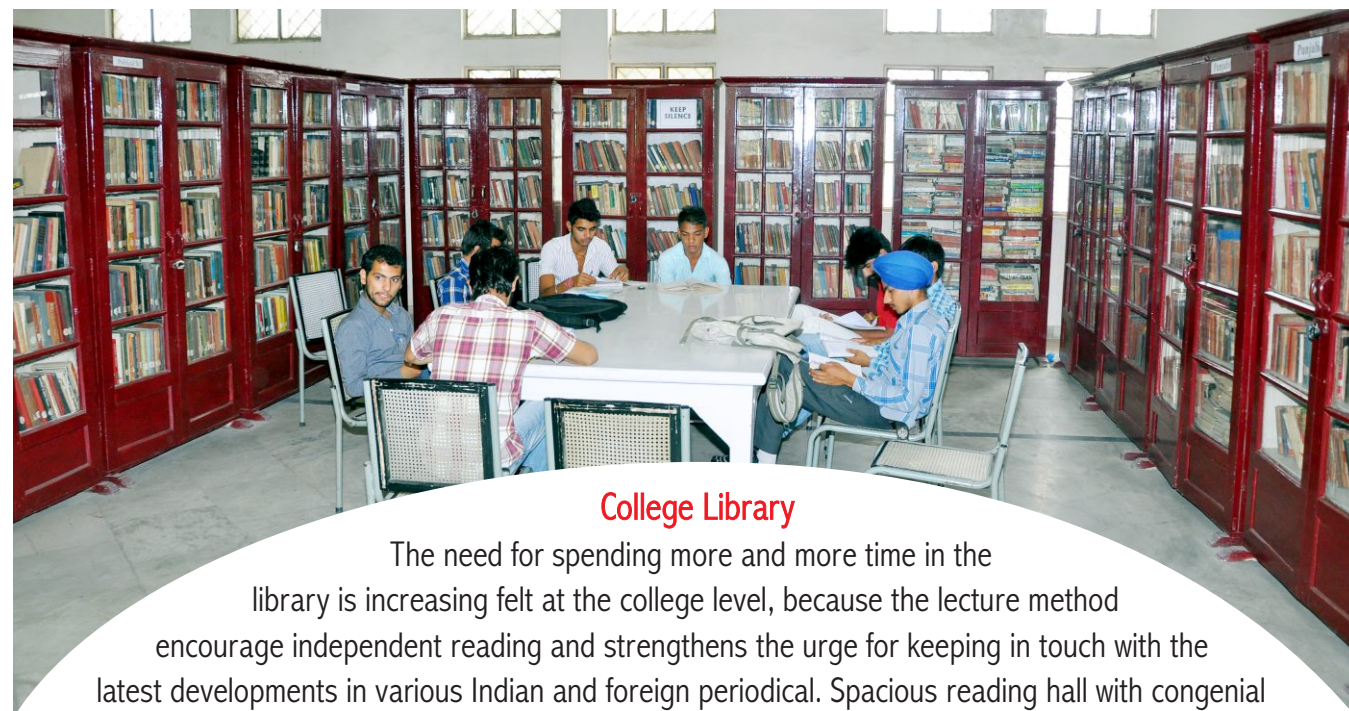 Punjabi
KEEP
SILENCE
College Library
The need for spending more and more time in the
library is increasing felt at the college level, because the lecture method
encourage independent reading and strengthens the urge for keeping in touch with the
latest developments in various Indian and foreign periodical. Spacious reading hall with congenial